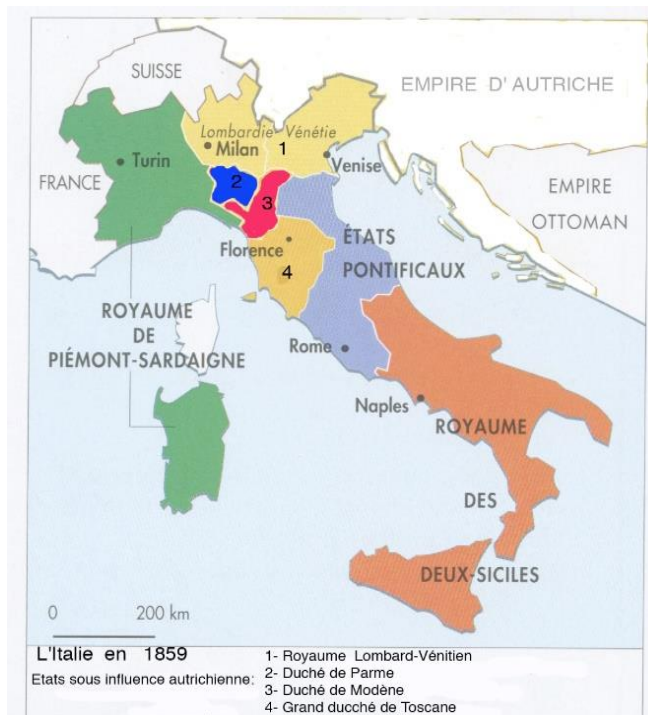 SUISSE
EMPIRE D'AUTRICHE
Lombardie-Vénétie
Milan
1
Turin
Venise
FRANCE
2
3
EMPIRE
OTTOMAN
Florence
ÉTATS
PONTIFICAUX
4
ROYAUME
DE
PIÉMONT-SARDAIGNE
Rome
Naples
ROYAUME
DES
DEUX-SICILES
0 200 km
L'Italie en 1859
Etats sous influence autrichienne:
1- Royaume Lombard-Vénitien
2- Duché de Parme
3- Duché de Modène
4- Grand ducché de Toscane